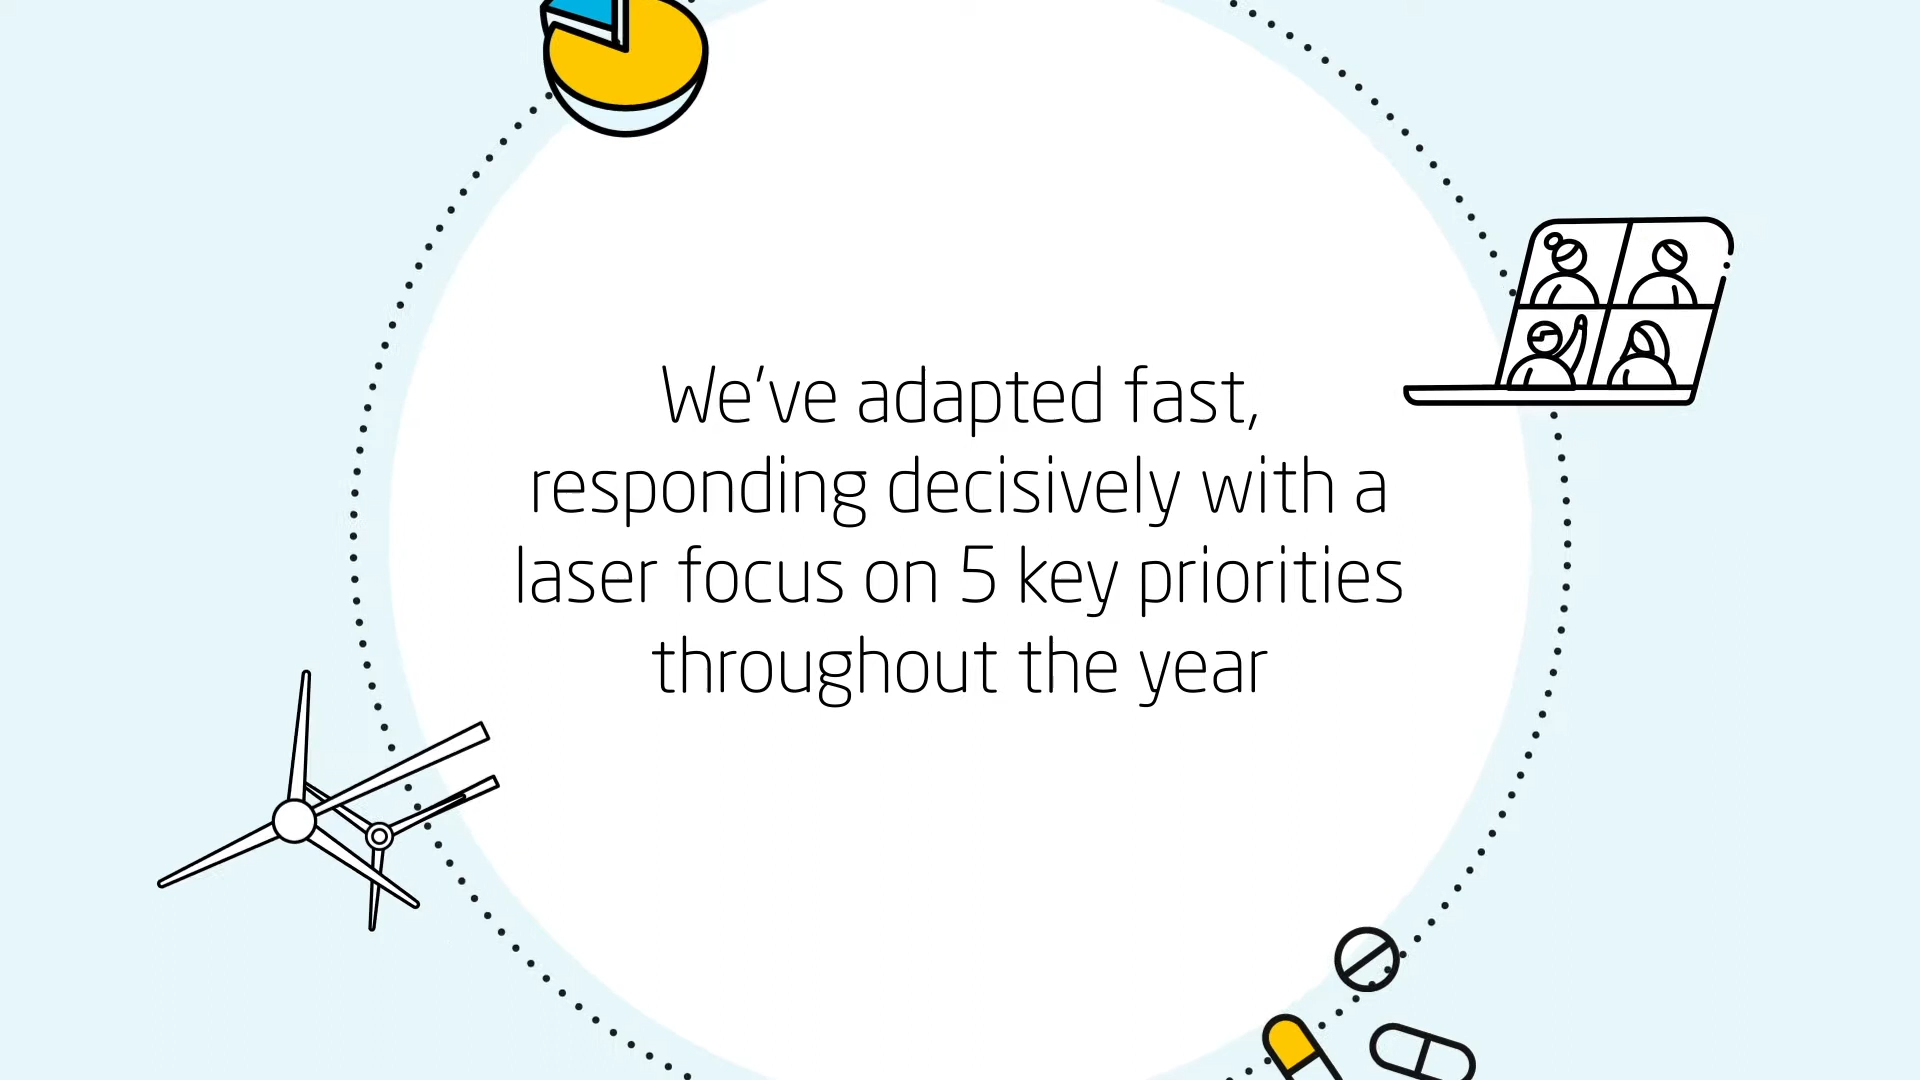 We've adapted fast,
responding decisively with a
laser focus on 5 key priorities
throughout the year